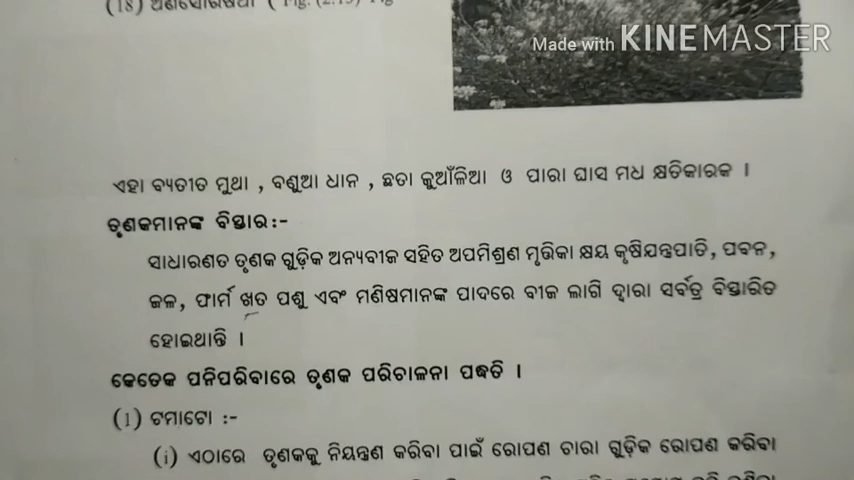 (18)
Made with KINEMASTER
ଏହା ବ୍ୟତୀତ ମୁଥା , ବଣୁଆ ଧାନ , ଛତା କୁଆଁଳିଆ ଓ ପାରା ଘାସ ମଧ କ୍ଷତିକାରକ ।
ତୃଣକମାନଙ୍କ ବିସ୍ତାର:-
ସାଧାରଣତ ତୃଣକ ଗୁଡ଼ିକ ଅନ୍ୟବୀଜ ସହିତ ଅପମିଶ୍ରଣ ମୃତ୍ତିକା କ୍ଷୟ କୃଷିଯନ୍ତ୍ରପାତି, ପବନ,
ଜଳ, ଫାର୍ମ ଖତ ପଶୁ ଏବଂ ମଣିଷମାନଙ୍କ ପାଦରେ ବୀଜ ଲାଗି ଦ୍ୱାରା ସର୍ବତ୍ର ବିସ୍ତାରିତ
ହୋଇଥାନ୍ତି ।
କେତେକ ପନିପରିବାରେ ତୃଣକ ପରିଚାଳନା ପଦ୍ଧତି ।
(1) ଟମାଟୋ :-
(i) ଏଠାରେ ତୃଣକକୁ ନିୟନ୍ତଣ କରିବା ପାଇଁ ରୋପଣ ଚାରା ଗୁଡ଼ିକ ରୋପଣ କରିବା